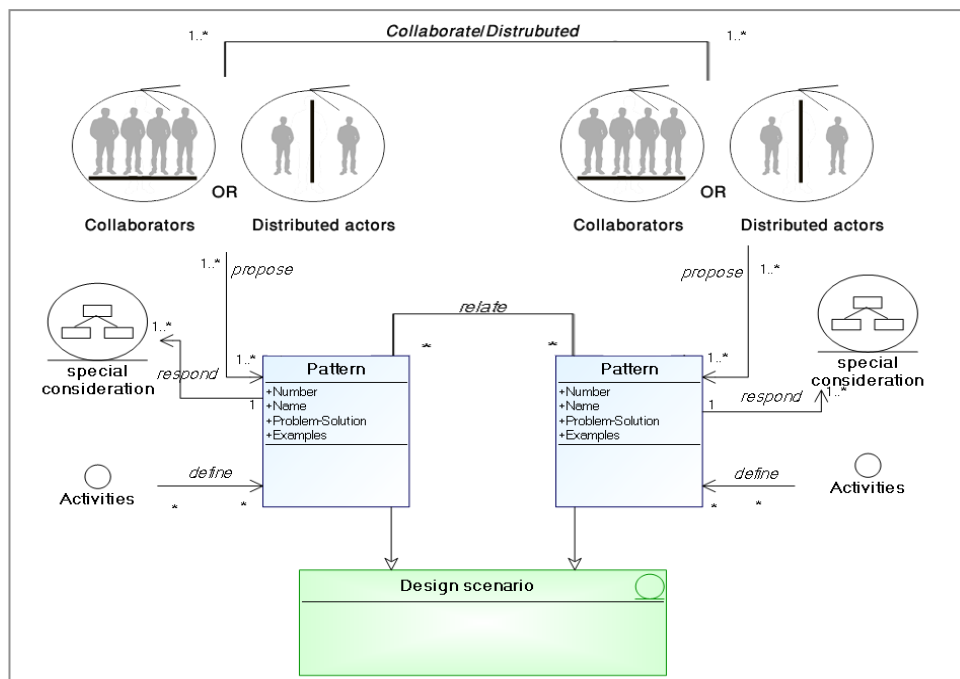 Collaborate/Distrubuted
1..* 1..*
OR OR
Collaborators Distributed actors Collaborators Distributed actors
1..* propose propose 1..*
relate
1..* 1..* * * 1..*
special consideration
special consideration
respond respond 1..*
1 1
Pattern
+Number
+Name
+Problem-Solution
+Examples
Pattern
+Number
+Name
+Problem-Solution
+Examples
define define
Activities Activities
* * * *
Design scenario